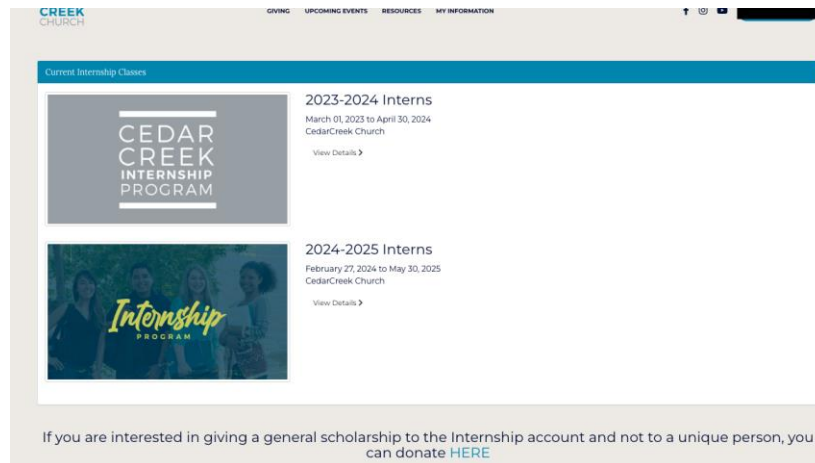 CREEK
CHURCH
GIVING UPCOMING EVENTS RESOURCES MY INFORMATION
Current Internship Classes
CEDAR
CREEK
INTERNSHIP
PROGRAM
2023-2024 Interns
March 01, 2023 to April 30, 2024
CedarCreek Church
View Details
Internship
PROGRAM
2024-2025 Interns
February 27, 2024 to May 30, 2025
CedarCreek Church
View Details
If you are interested in giving a general scholarship to the Internship account and not to a unique person, you
can donate HERE